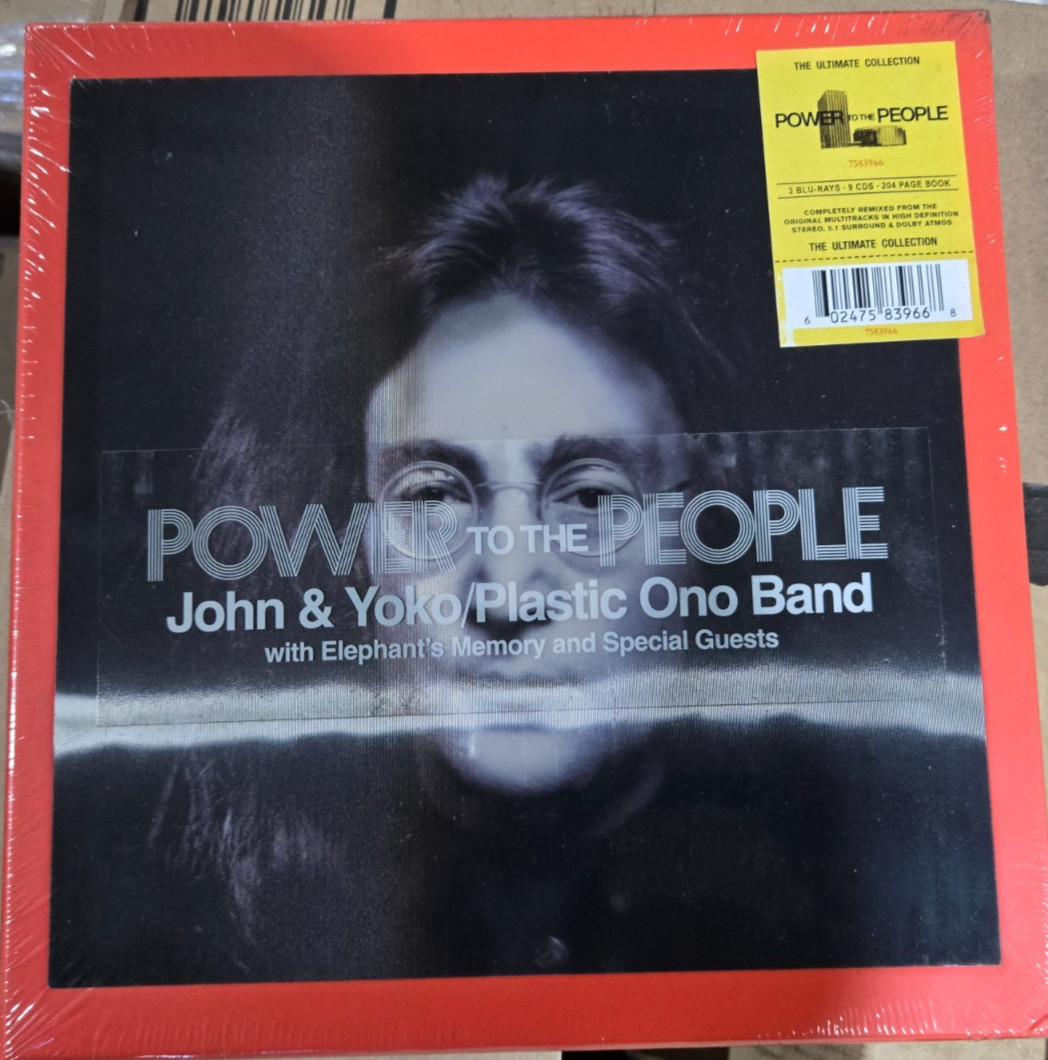 THE ULTIMATE COLLECTION
POWER TO THE PEOPLE
7583966
3 BLU-RAYS · 9 CDS · 204 PAGE BOOK
COMPLETELY REMIXED FROM THE
ORIGINAL MULTITRACKS IN HIGH DEFINITION
STEREO, 5.1 SURROUND & DOLBY ATMOS
THE ULTIMATE COLLECTION
6 02475 83966 8
7583966
POWER TO THE PEOPLE
John & Yoko/Plastic Ono Band
with Elephant's Memory and Special Guests